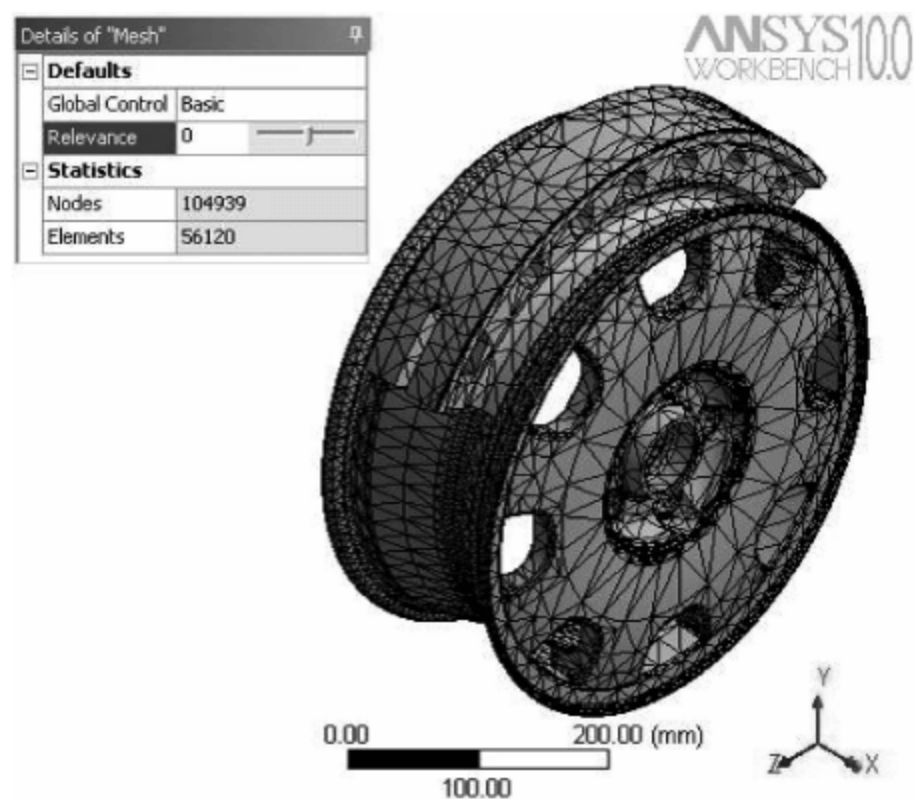 Details of "Mesh"
Defaults
Global Control Basic
Relevance 0
Statistics
Nodes 104939
Elements 56120
ANSYS 10.0
WORKBENCH
Y
Z X
0.00 200.00 (mm)
100.00